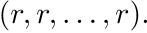 (r, r, . . . , r).